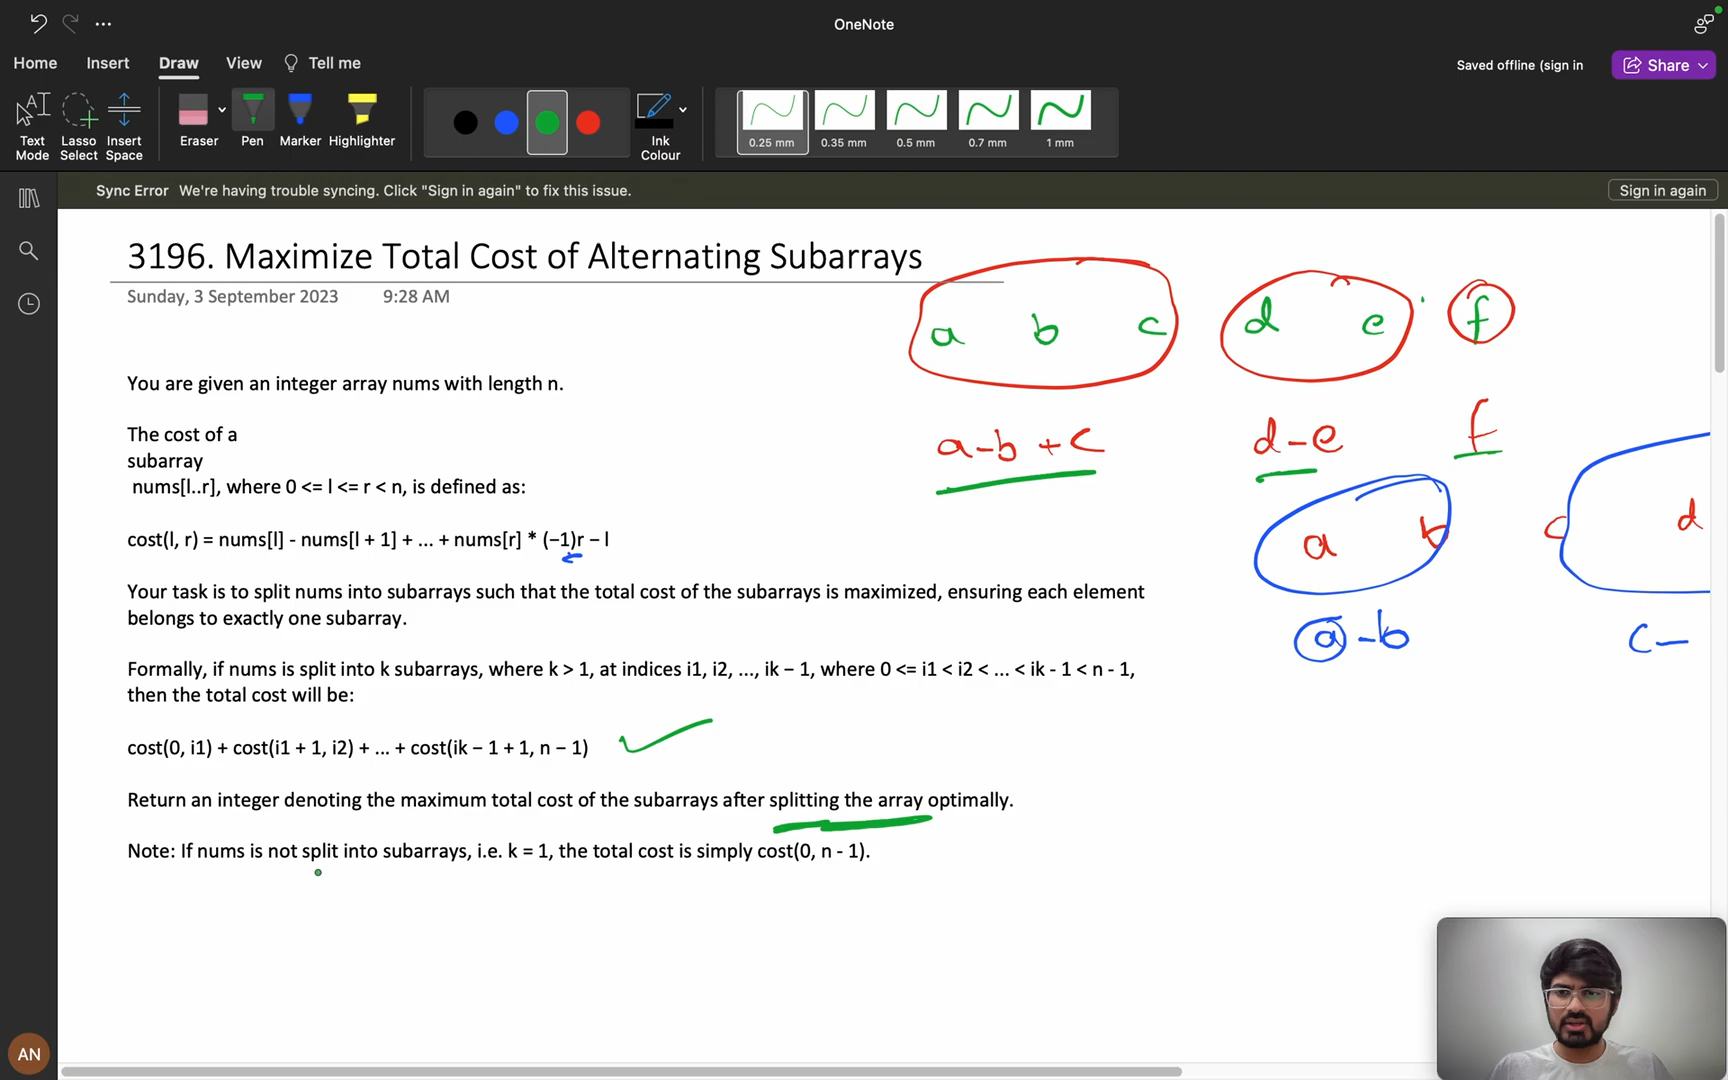 OneNote
Home Insert Draw View Tell me
Saved offline (sign in
Share
Text Mode
Lasso Select
Insert Space
Eraser
Pen
Marker
Highlighter
Ink Colour
0.25 mm
0.35 mm
0.5 mm
0.7 mm
1 mm
Sync Error We're having trouble syncing. Click "Sign in again" to fix this issue.
Sign in again
3196. Maximize Total Cost of Alternating Subarrays
Sunday, 3 September 2023 9:28 AM
a b c d e f
You are given an integer array nums with length n.
a-b+c d-e f
The cost of a
subarray
nums[l..r], where 0 <= l <= r < n, is defined as:
a b c d
cost(l, r) = nums[l] - nums[l + 1] + ... + nums[r] * (−1)r − l
Your task is to split nums into subarrays such that the total cost of the subarrays is maximized, ensuring each element
belongs to exactly one subarray.
a-b c-
Formally, if nums is split into k subarrays, where k > 1, at indices i1, i2, ..., ik − 1, where 0 <= i1 < i2 < ... < ik - 1 < n - 1,
then the total cost will be:
cost(0, i1) + cost(i1 + 1, i2) + ... + cost(ik − 1 + 1, n − 1)
Return an integer denoting the maximum total cost of the subarrays after splitting the array optimally.
Note: If nums is not split into subarrays, i.e. k = 1, the total cost is simply cost(0, n - 1).
AN